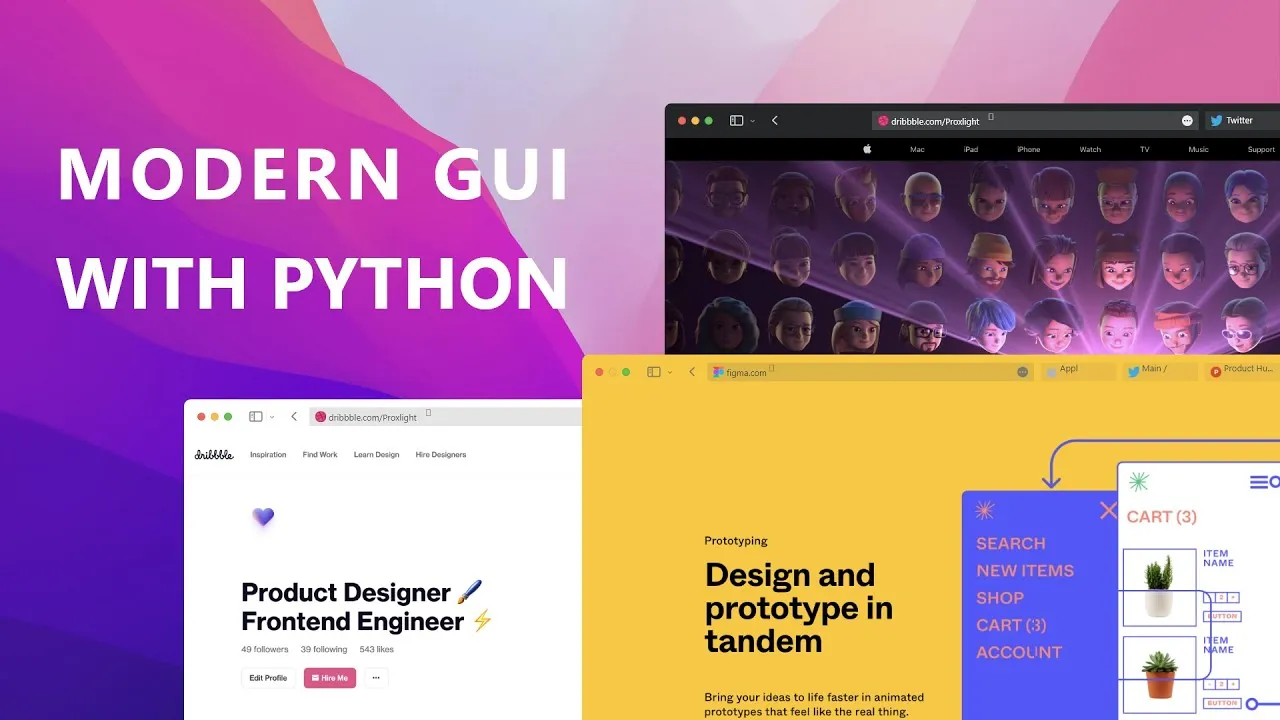 MODERN GUI
WITH PYTHON
dribbble.com/Proxlight
Twitter
Mac
iPad
iPhone
Watch
TV
Music
Support
figma.com
Appl
Main /
Product Hu...
Prototyping
Design and
prototype in
tandem
Bring your ideas to life faster in animated
prototypes that feel like the real thing.
SEARCH
NEW ITEMS
SHOP
CART (3)
ACCOUNT
CART (3)
ITEM
NAME
- 2 +
BUTTON
ITEM
NAME
- 3 +
BUTTON
dribbble.com/Proxlight
dribbble
Inspiration
Find Work
Learn Design
Hire Designers
Product Designer
Frontend Engineer
49 followers
39 following
543 likes
Edit Profile
Hire Me